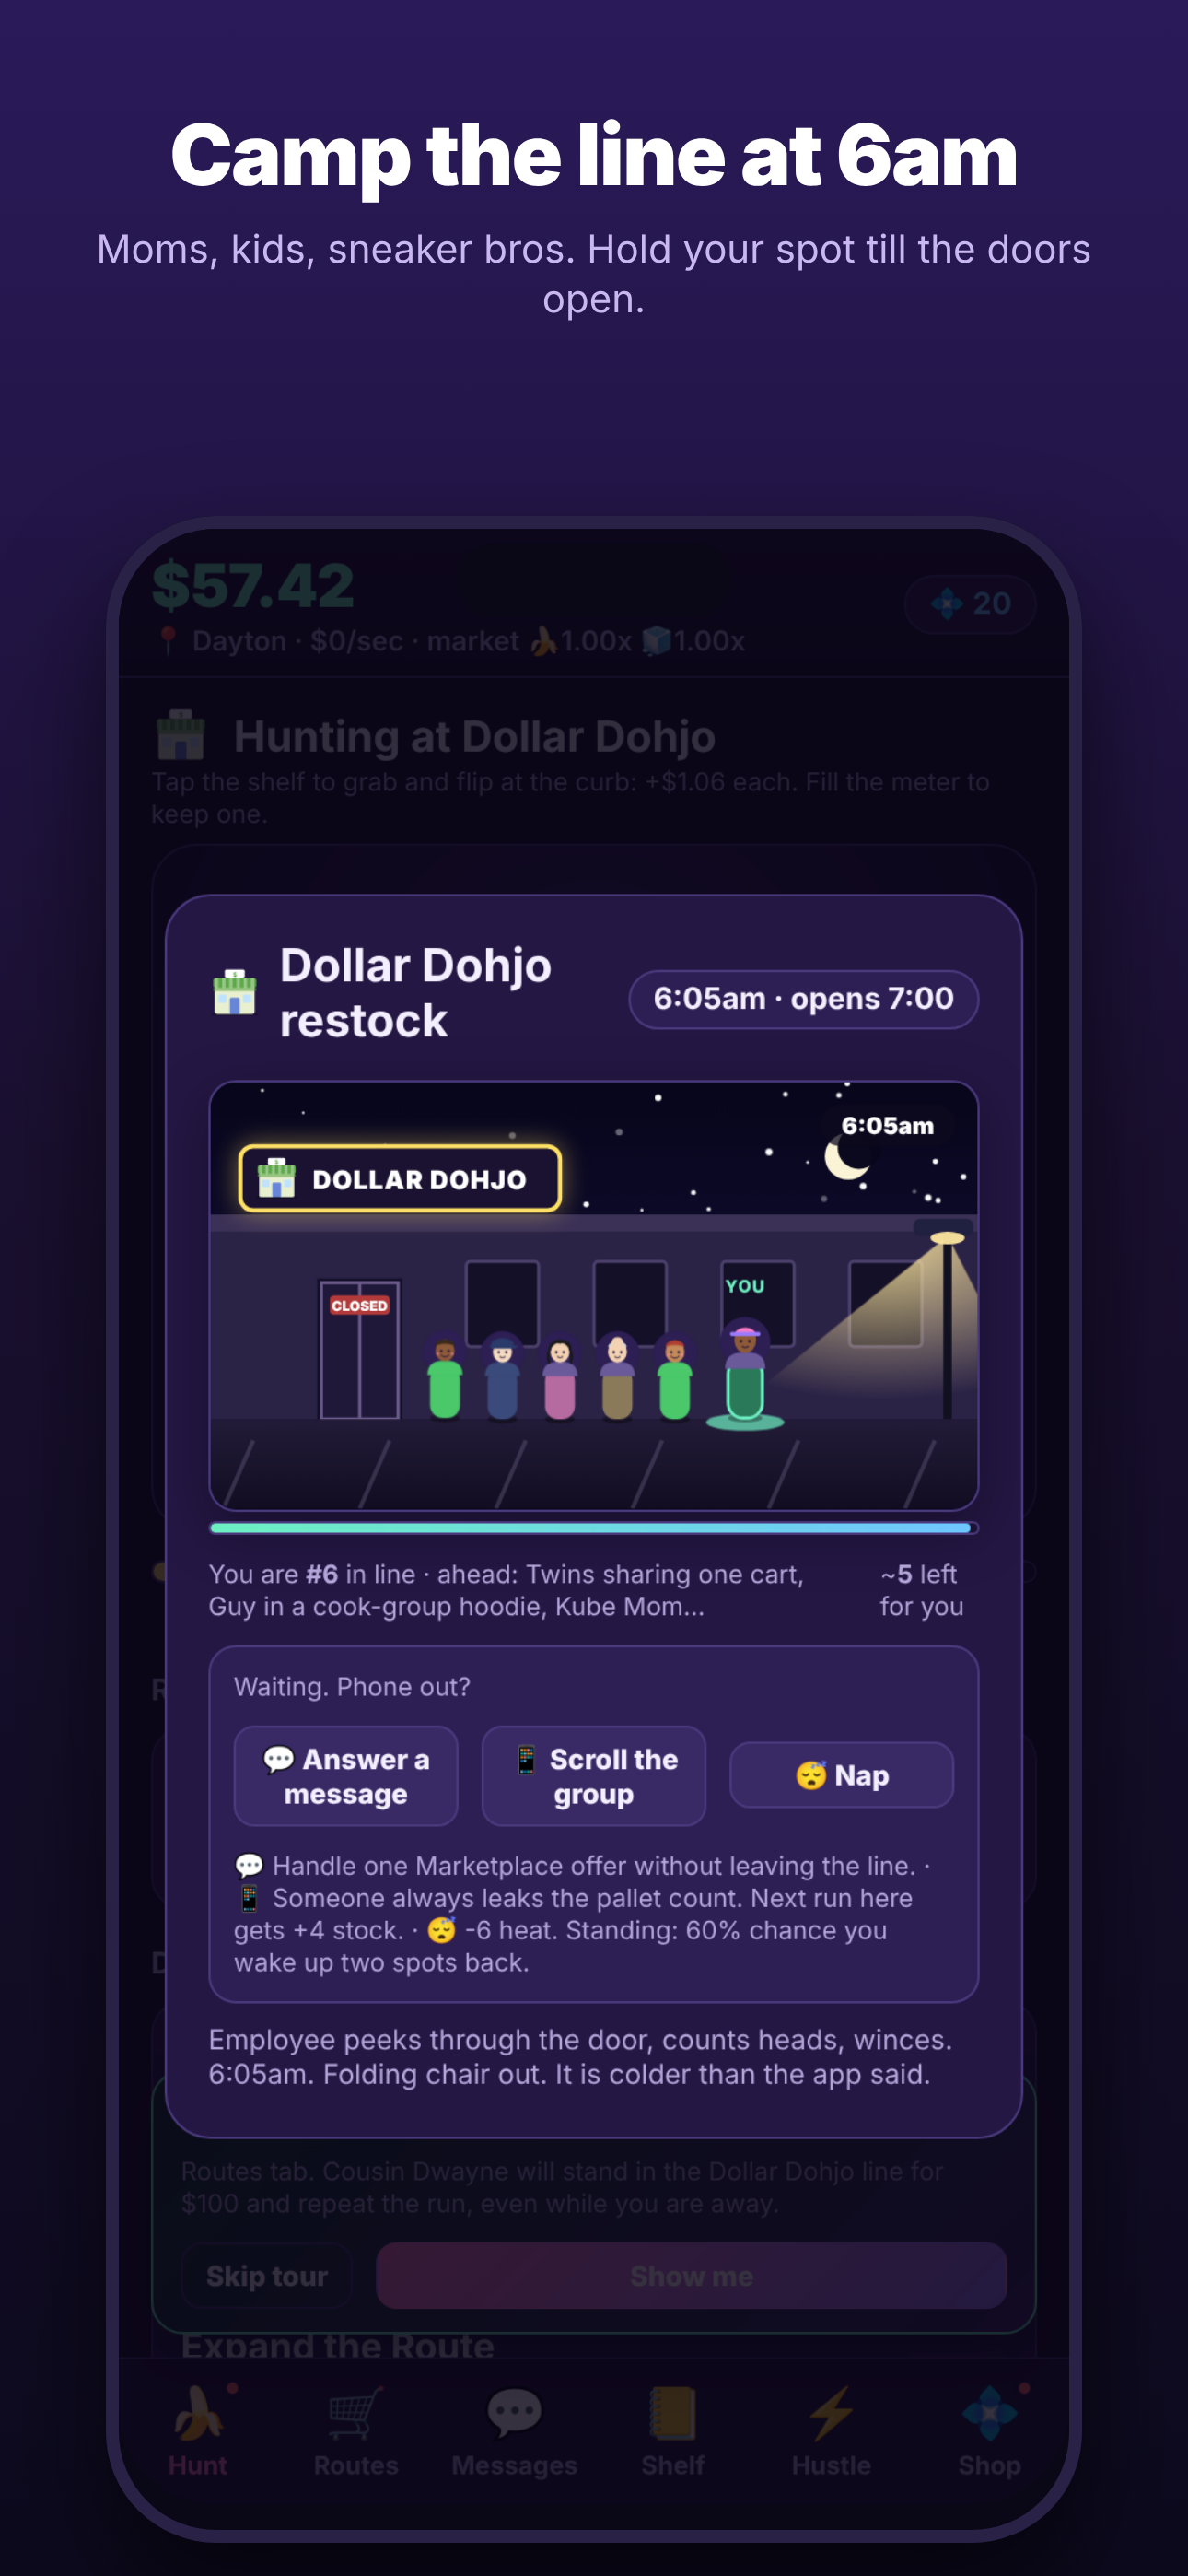 Camp the line at 6am
Moms, kids, sneaker bros. Hold your spot till the doors
open.
$57.42
💠 20
📍 Dayton · $0/sec · market 🍌1.00x 🧊1.00x
🏪 Hunting at Dollar Dohjo
Tap the shelf to grab and flip at the curb: +$1.06 each. Fill the meter to
keep one.
🏪 Dollar Dohjo
restock
6:05am · opens 7:00
6:05am
🏪 DOLLAR DOHJO
YOU
CLOSED
You are #6 in line · ahead: Twins sharing one cart,
Guy in a cook-group hoodie, Kube Mom...
~5 left
for you
Waiting. Phone out?
💬 Answer a
message
📱 Scroll the
group
😴 Nap
💬 Handle one Marketplace offer without leaving the line. ·
📱 Someone always leaks the pallet count. Next run here
gets +4 stock. · 😴 -6 heat. Standing: 60% chance you
wake up two spots back.
Employee peeks through the door, counts heads, winces.
6:05am. Folding chair out. It is colder than the app said.
Routes tab. Cousin Dwayne will stand in the Dollar Dohjo line for
$100 and repeat the run, even while you are away.
Skip tour
Show me
Expand the Route
Hunt
Routes
Messages
Shelf
Hustle
Shop